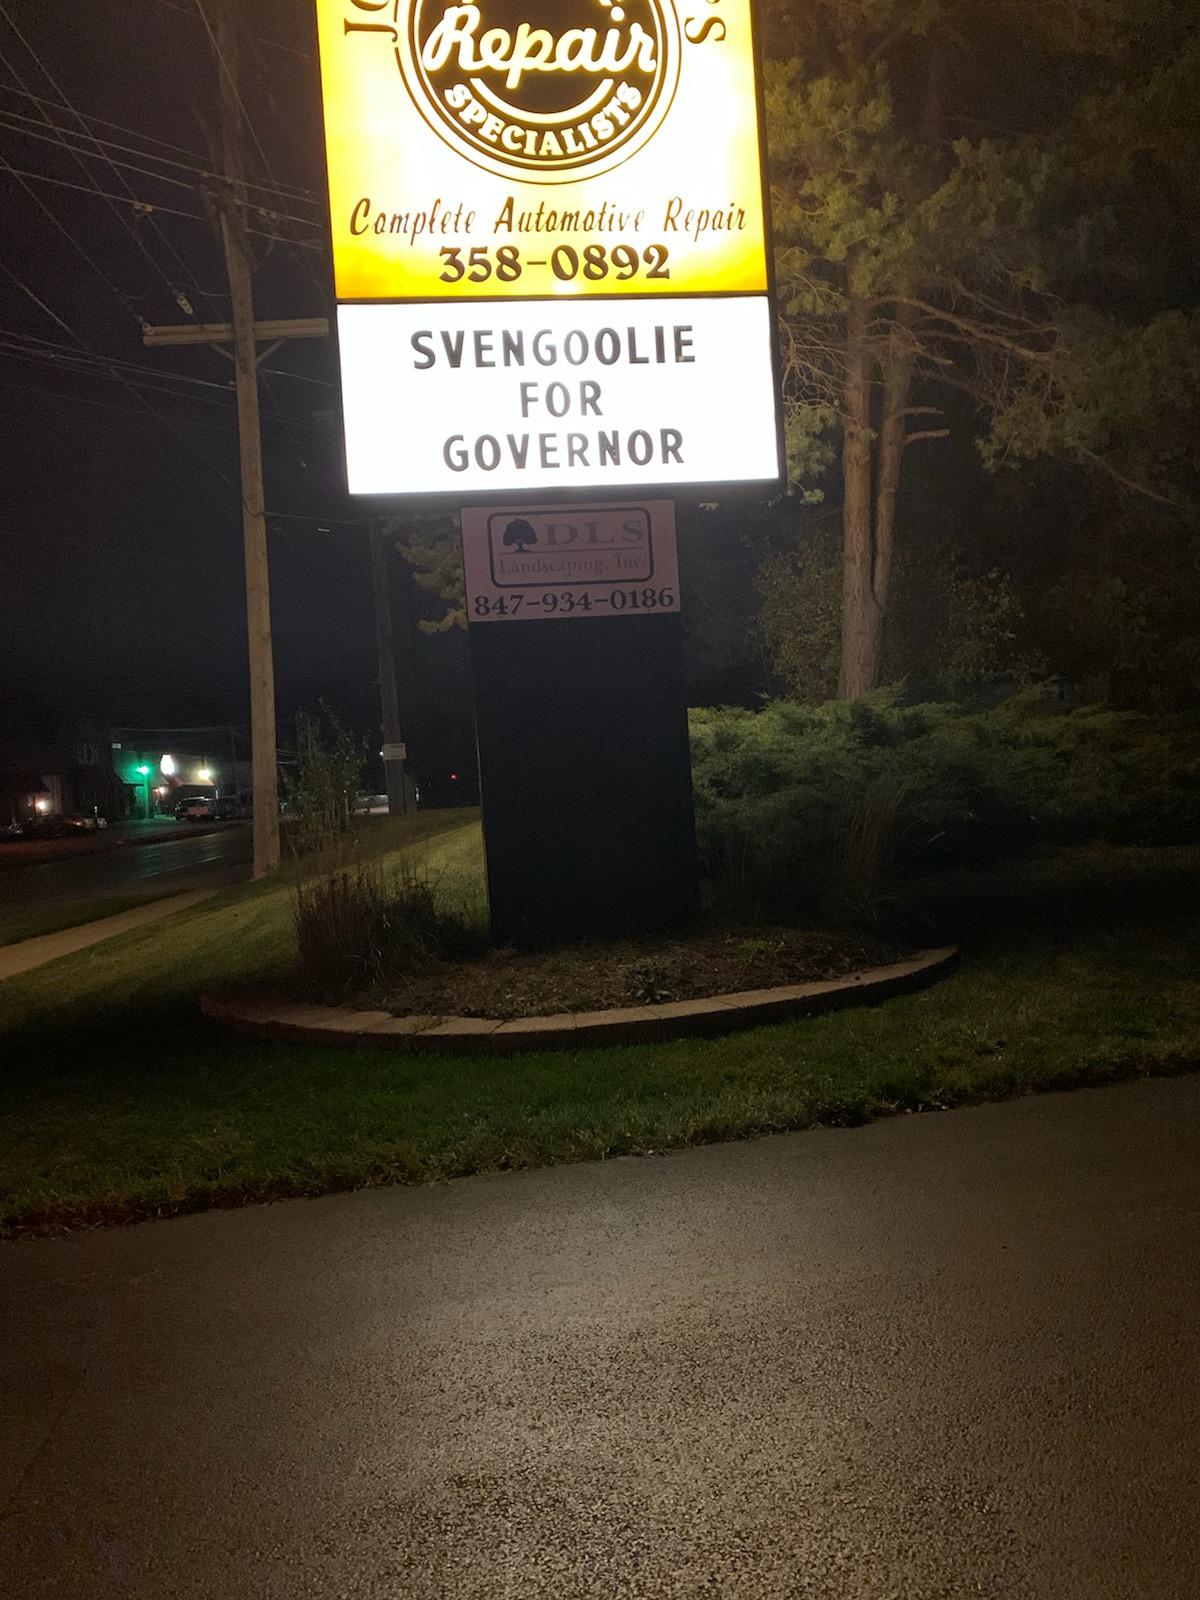 Repair
SPECIALISTS
Complete Automotive Repair
358-0892
SVENGOOLIE
FOR
GOVERNOR
DLS
Landscaping, Inc.
847-934-0186